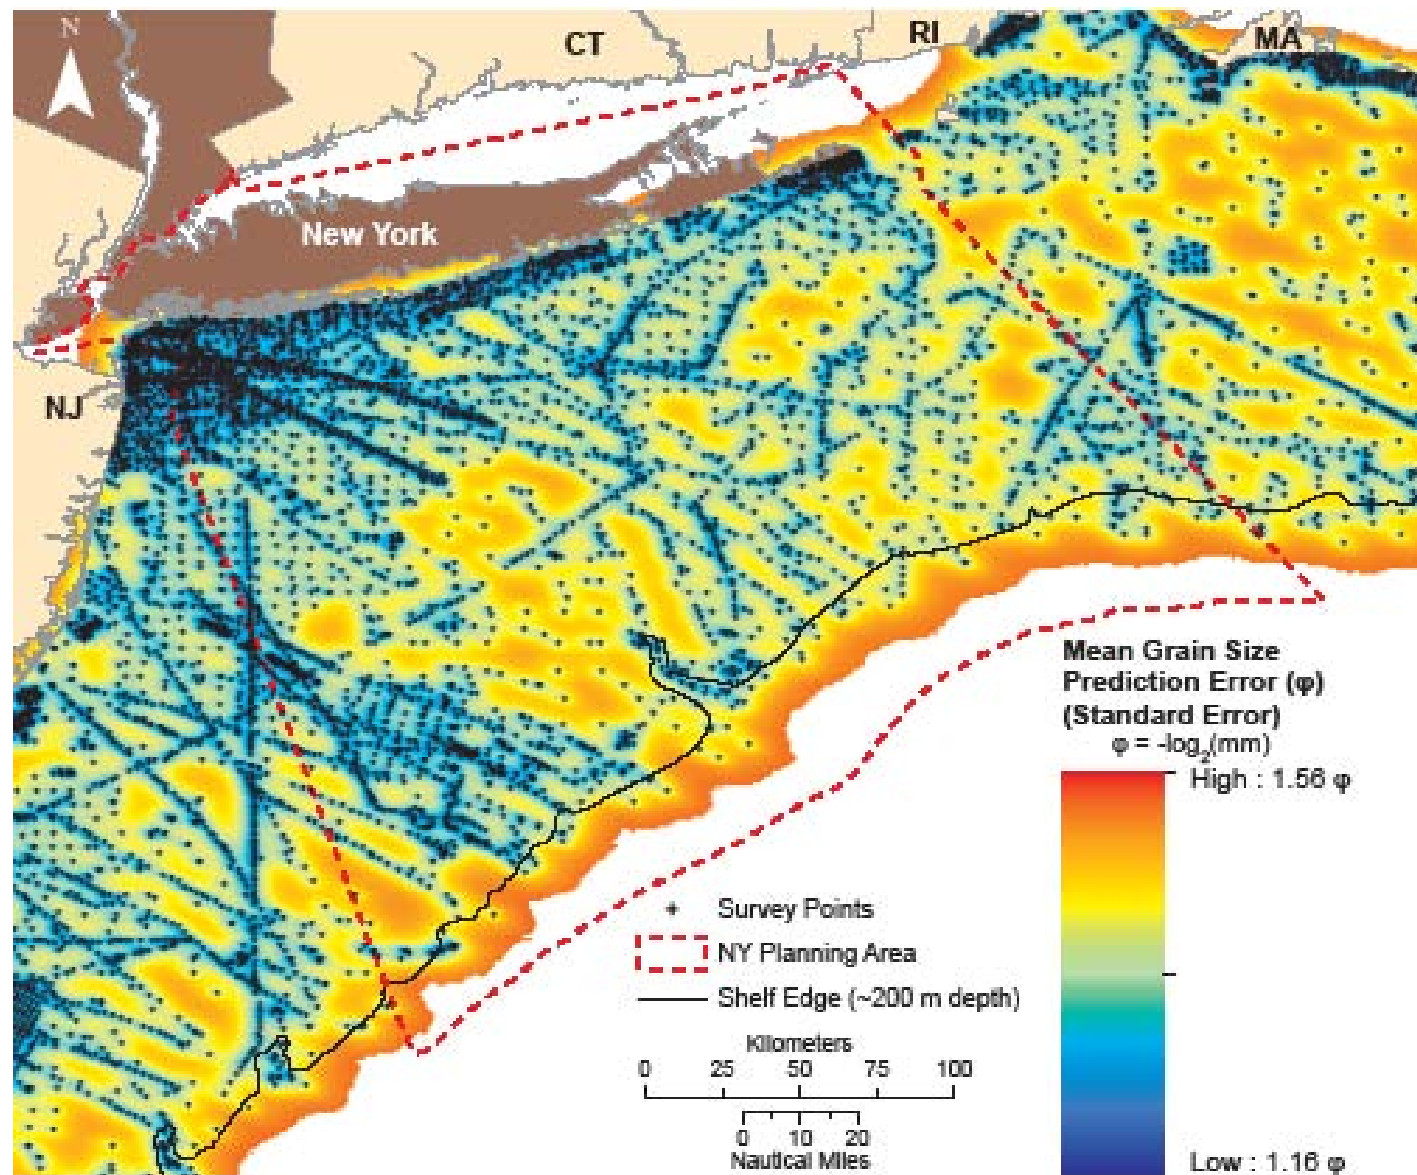 N
CT
RI
MA
New York
NJ
Mean Grain Size
Prediction Error (φ)
(Standard Error)
φ = -log₂(mm)
High : 1.56 φ
Low : 1.16 φ
Survey Points
NY Planning Area
Shelf Edge (~200 m depth)
Kilometers
0 25 50 75 100
0 10 20
Nautical Miles